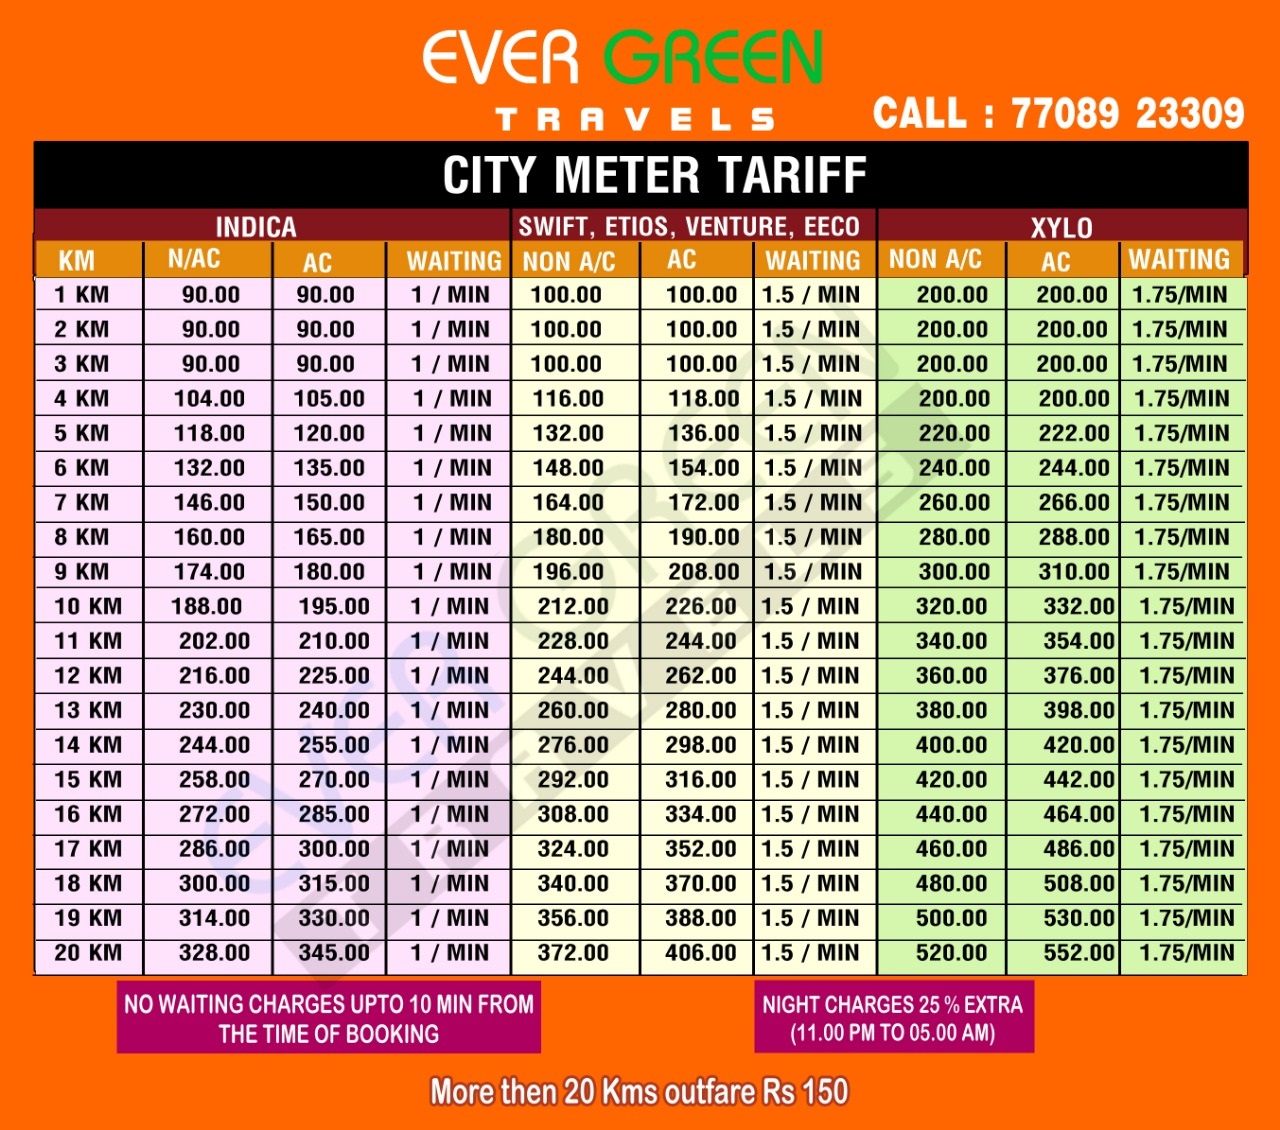 EVER GREEN
TRAVELS
CALL : 77089 23309
CITY METER TARIFF
INDICA SWIFT, ETIOS, VENTURE, EECO XYLO
KM N/AC AC WAITING NON A/C AC WAITING NON A/C AC WAITING
1 KM 90.00 90.00 1 / MIN 100.00 100.00 1.5 / MIN 200.00 200.00 1.75/MIN
2 KM 90.00 90.00 1 / MIN 100.00 100.00 1.5 / MIN 200.00 200.00 1.75/MIN
3 KM 90.00 90.00 1 / MIN 100.00 100.00 1.5 / MIN 200.00 200.00 1.75/MIN
4 KM 104.00 105.00 1 / MIN 116.00 118.00 1.5 / MIN 200.00 200.00 1.75/MIN
5 KM 118.00 120.00 1 / MIN 132.00 136.00 1.5 / MIN 220.00 222.00 1.75/MIN
6 KM 132.00 135.00 1 / MIN 148.00 154.00 1.5 / MIN 240.00 244.00 1.75/MIN
7 KM 146.00 150.00 1 / MIN 164.00 172.00 1.5 / MIN 260.00 266.00 1.75/MIN
8 KM 160.00 165.00 1 / MIN 180.00 190.00 1.5 / MIN 280.00 288.00 1.75/MIN
9 KM 174.00 180.00 1 / MIN 196.00 208.00 1.5 / MIN 300.00 310.00 1.75/MIN
10 KM 188.00 195.00 1 / MIN 212.00 226.00 1.5 / MIN 320.00 332.00 1.75/MIN
11 KM 202.00 210.00 1 / MIN 228.00 244.00 1.5 / MIN 340.00 354.00 1.75/MIN
12 KM 216.00 225.00 1 / MIN 244.00 262.00 1.5 / MIN 360.00 376.00 1.75/MIN
13 KM 230.00 240.00 1 / MIN 260.00 280.00 1.5 / MIN 380.00 398.00 1.75/MIN
14 KM 244.00 255.00 1 / MIN 276.00 298.00 1.5 / MIN 400.00 420.00 1.75/MIN
15 KM 258.00 270.00 1 / MIN 292.00 316.00 1.5 / MIN 420.00 442.00 1.75/MIN
16 KM 272.00 285.00 1 / MIN 308.00 334.00 1.5 / MIN 440.00 464.00 1.75/MIN
17 KM 286.00 300.00 1 / MIN 324.00 352.00 1.5 / MIN 460.00 486.00 1.75/MIN
18 KM 300.00 315.00 1 / MIN 340.00 370.00 1.5 / MIN 480.00 508.00 1.75/MIN
19 KM 314.00 330.00 1 / MIN 356.00 388.00 1.5 / MIN 500.00 530.00 1.75/MIN
20 KM 328.00 345.00 1 / MIN 372.00 406.00 1.5 / MIN 520.00 552.00 1.75/MIN
EVER GREEN
TRAVELS
NO WAITING CHARGES UPTO 10 MIN FROM
THE TIME OF BOOKING
NIGHT CHARGES 25 % EXTRA
(11.00 PM TO 05.00 AM)
More then 20 Kms outfare Rs 150